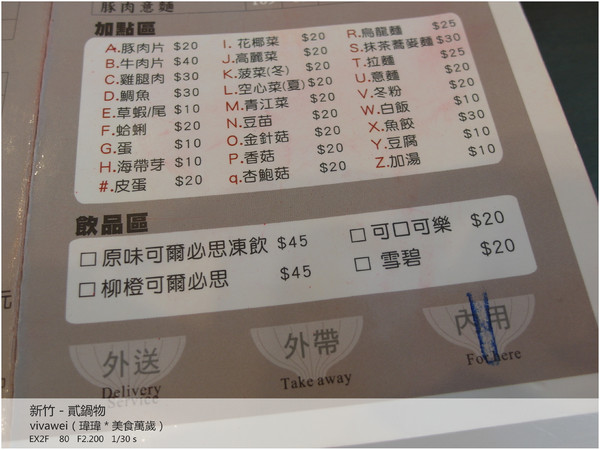 豚肉意麵
加點區
A.豚肉片 $20
B.牛肉片 $40
C.雞腿肉 $30
D.鯛魚 $30
E.草蝦/尾 $10
F.蛤蜊 $20
G.蛋 $10
H.海帶芽 $10
#.皮蛋 $20
I. 花椰菜 $20
J.高麗菜 $20
K.菠菜(冬) $20
L.空心菜(夏) $20
M.青江菜 $20
N.豆苗 $20
O.金針菇 $20
P.香菇 $20
q.杏鮑菇 $20
R.烏龍麵 $25
S.抹茶蕎麥麵 $30
T.拉麵 $25
U.意麵 $20
V.冬粉 $20
W.白飯 $10
X.魚餃 $30
Y.豆腐 $10
Z.加湯 $10
飲品區
□ 原味可爾必思凍飲 $45
□ 柳橙可爾必思 $45
□ 可口可樂 $20
□ 雪碧 $20
元
外送
Delivery
Service
外帶
Take away
內用
For here
新竹 - 貳鍋物
vivawei ( 瑋瑋 * 美食萬歲 )
EX2F 80 F2.200 1/30 s